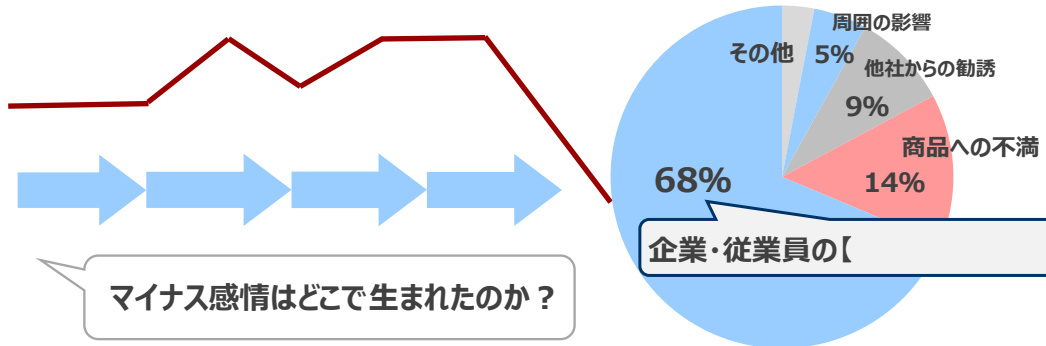 周囲の影響
その他
5%
他社からの勧誘
9%
商品への不満
14%
68%
企業・従業員の【
マイナス感情はどこで生まれたのか？